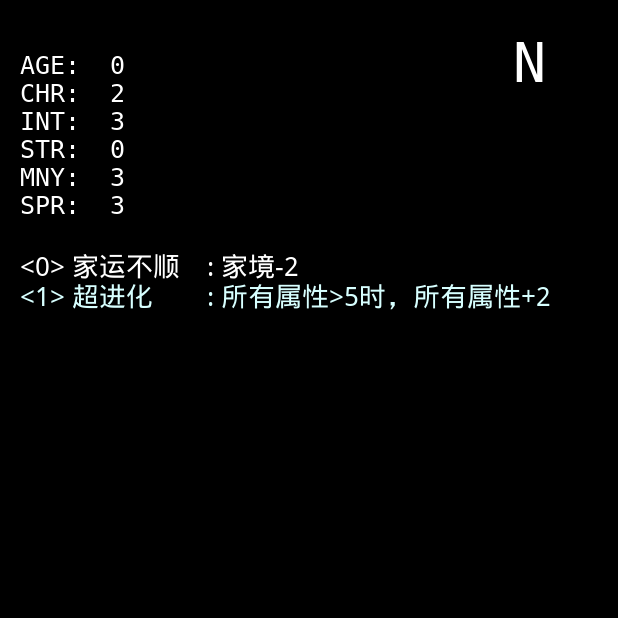 N
AGE: 0
CHR: 2
INT: 3
STR: 0
MNY: 3
SPR: 3
<0> 家运不顺 : 家境-2
<1> 超进化 : 所有属性>5时，所有属性+2